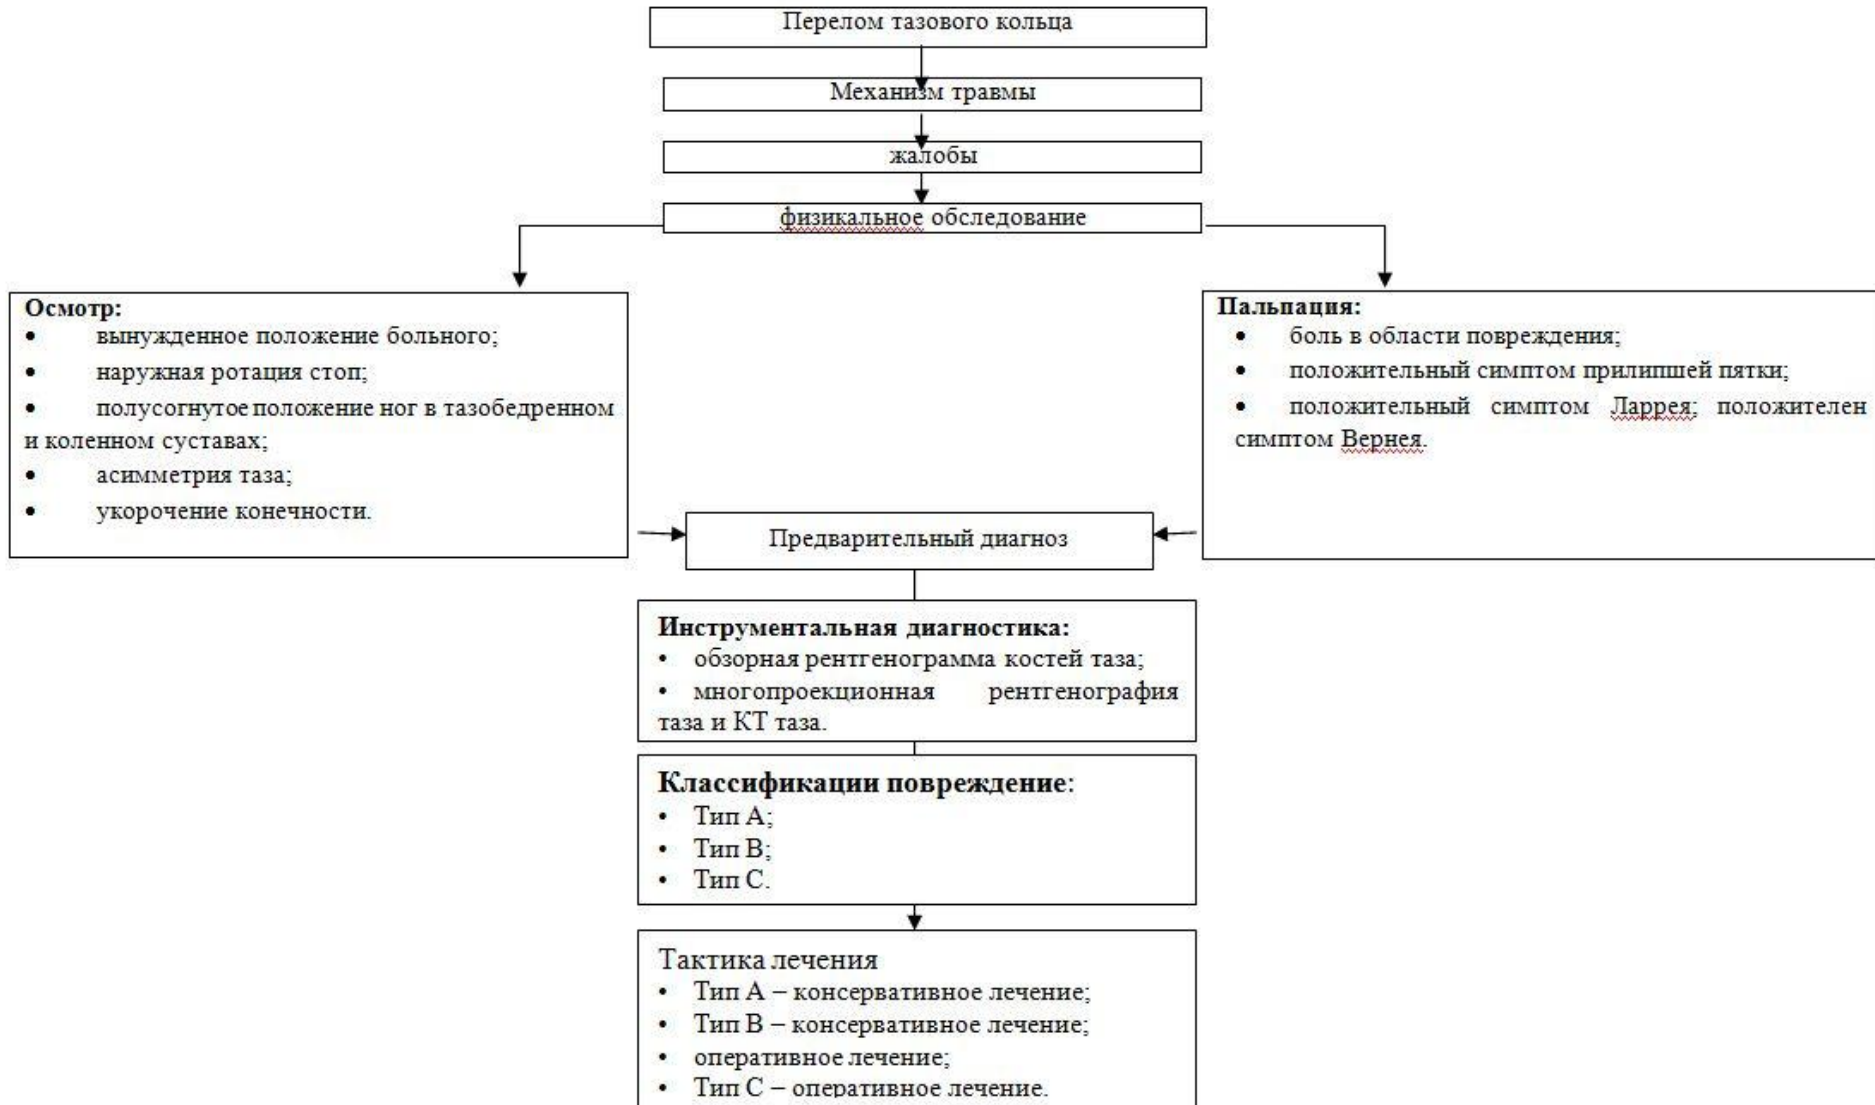 Перелом тазового кольца
Механизм травмы
жалобы
физикальное обследование
Осмотр:
• вынужденное положение больного;
• наружная ротация стоп;
• полусогнутое положение ног в тазобедренном
и коленном суставах;
• асимметрия таза;
• укорочение конечности.
Пальпация:
• боль в области повреждения;
• положительный симптом прилипшей пятки;
• положительный симптом Ларрея; положителен
симптом Вернея.
Предварительный диагноз
Инструментальная диагностика:
• обзорная рентгенограмма костей таза;
• многопроекционная рентгенография
таза и КТ таза.
Классификации повреждение:
• Тип А;
• Тип В;
• Тип С.
Тактика лечения
• Тип А – консервативное лечение;
• Тип В – консервативное лечение;
• оперативное лечение;
• Тип С – оперативное лечение.